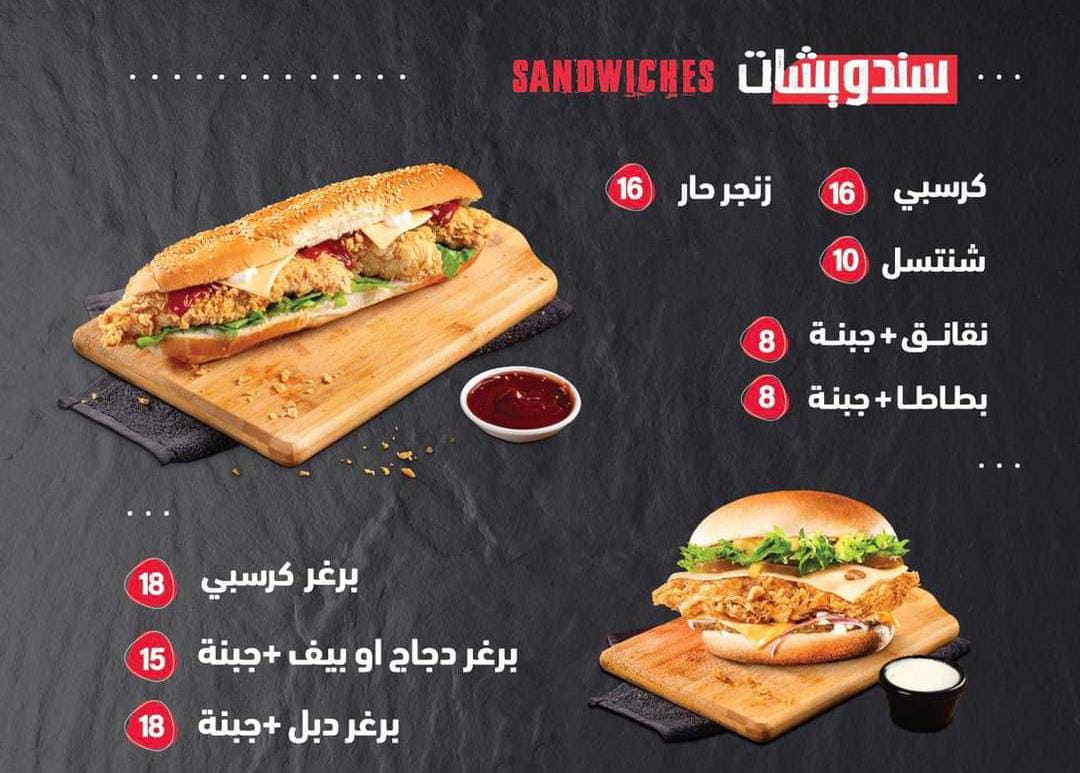 سندويشات SANDWICHES
كرسبي 16 زنجر حار 16
شنتسل 10
نقانق + جبنة 8
بطاطا + جبنة 8
برغر كرسبي 18
برغر دجاج او بيف + جبنة 15
برغر دبل + جبنة 18